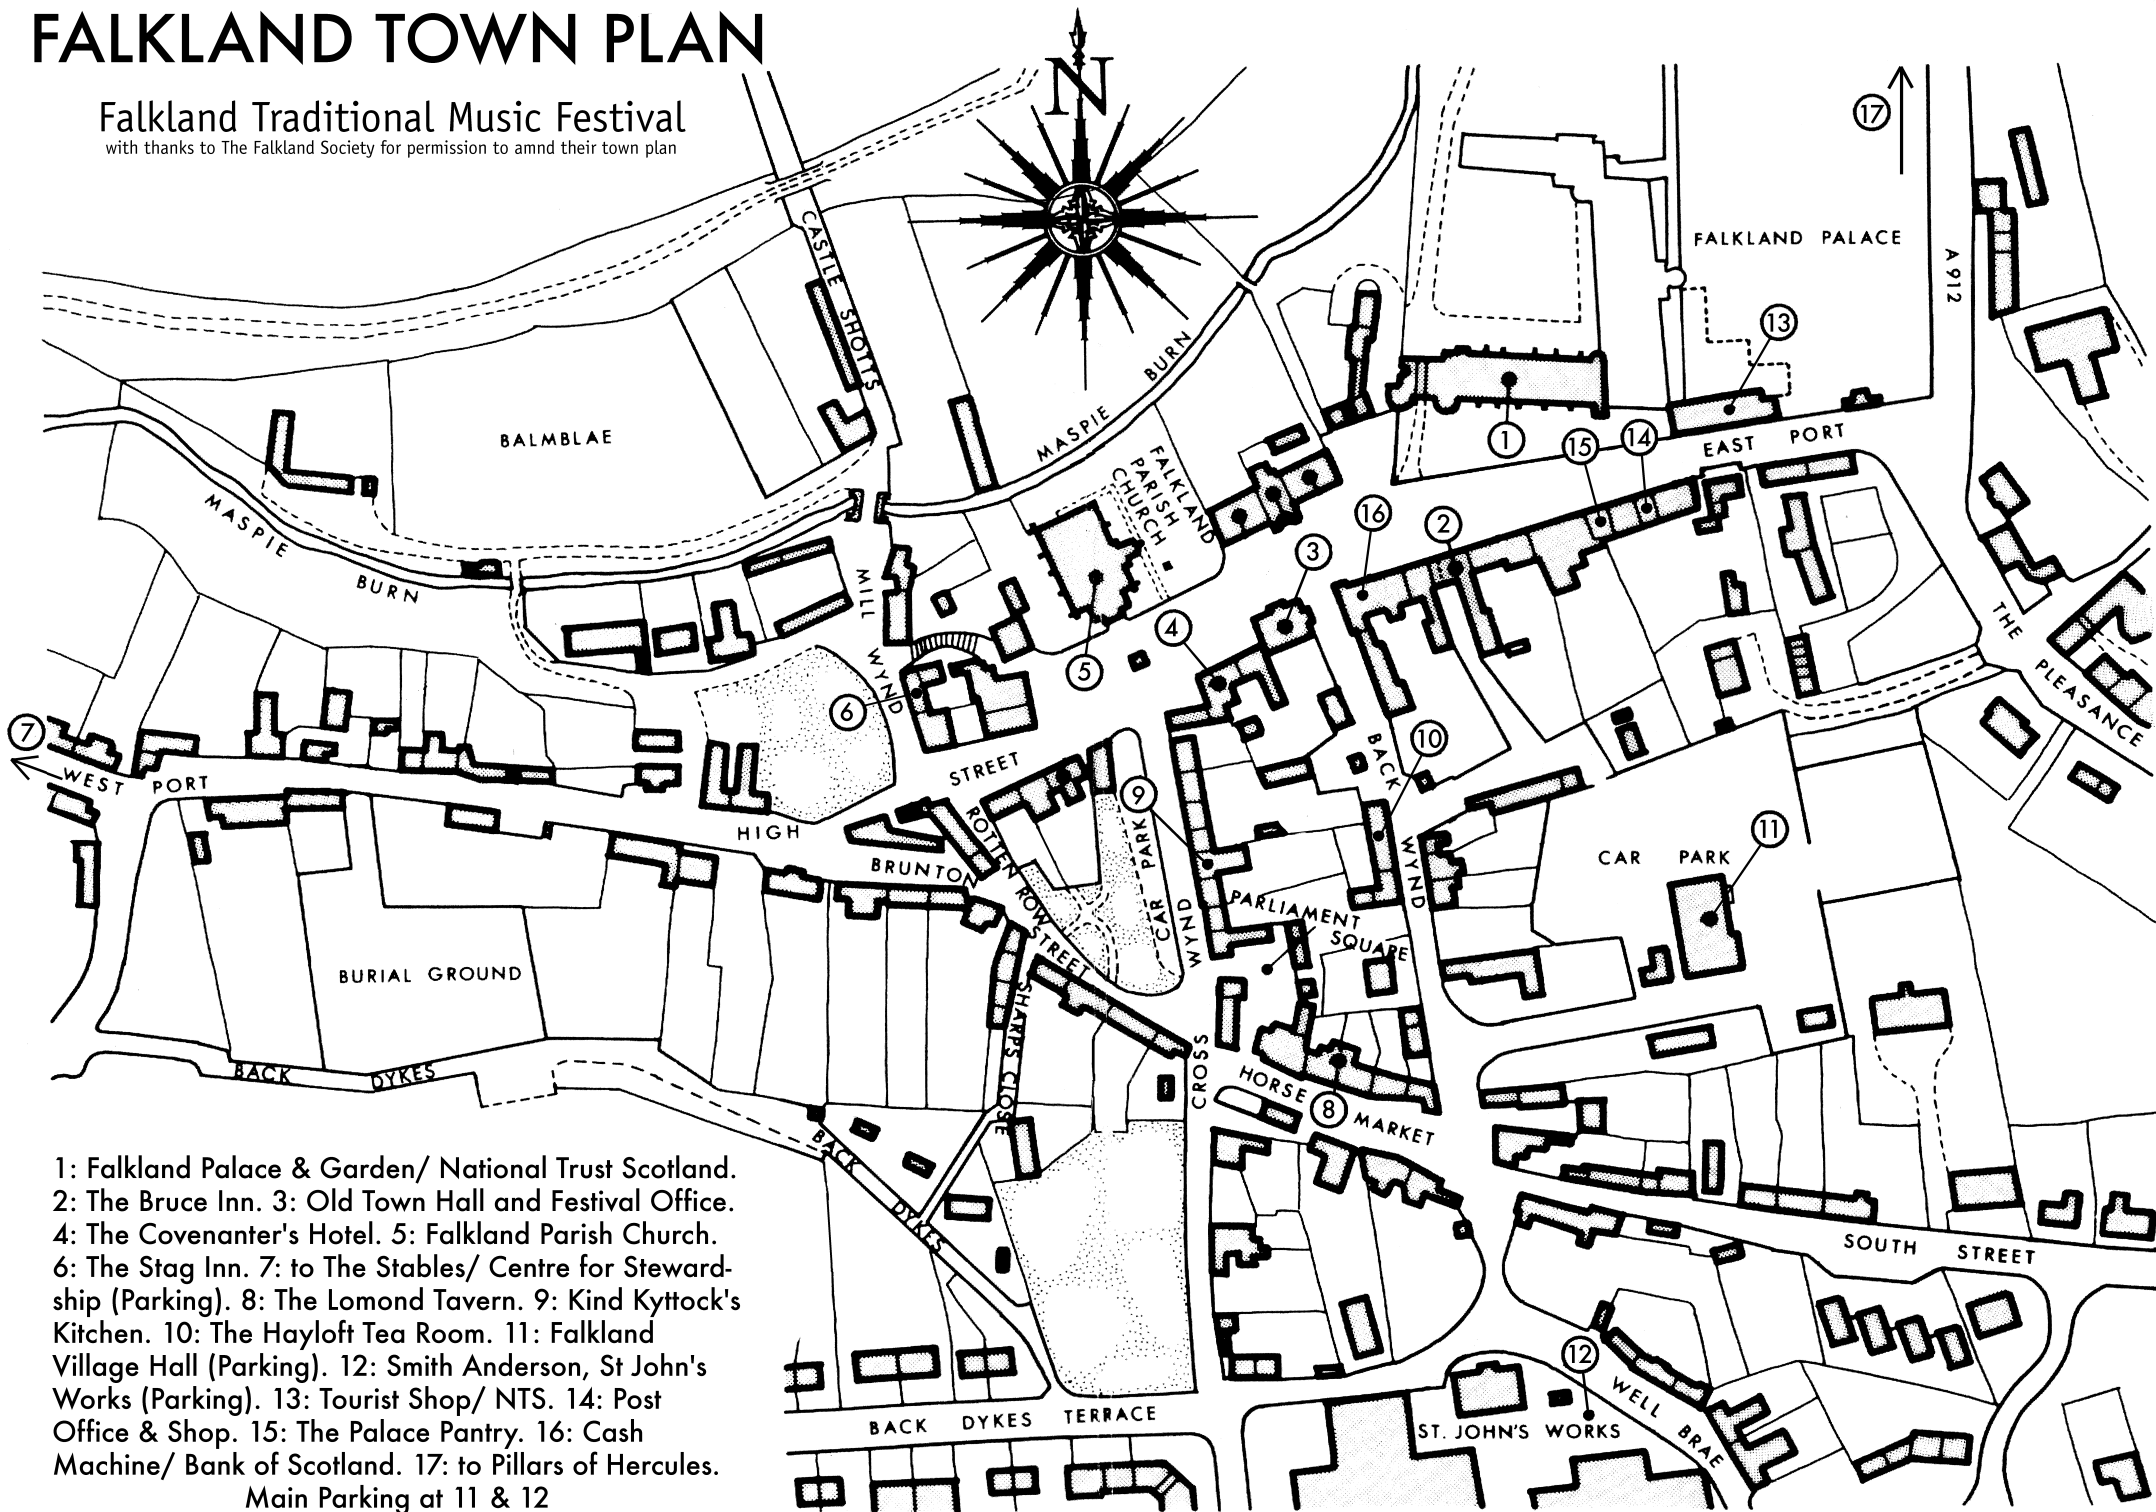 FALKLAND TOWN PLAN
Falkland Traditional Music Festival
with thanks to The Falkland Society for permission to amnd their town plan
N
17
FALKLAND PALACE
A 912
CASTLE SHOTTS
13
MASPIE BURN
BALMBLAE
1
15
14
EAST PORT
FALKLAND
PARISH
CHURCH
16
2
3
MASPIE BURN
MILL WYND
4
5
6
THE PLEASANCE
7
WEST PORT
HIGH STREET
BACK WYND
10
9
ROTTEN ROW
CAR PARK
11
CAR PARK
BRUNTON STREET
PARLIAMENT
SQUARE
CROSS WYND
BURIAL GROUND
SHARPS CLOSE
BACK DYKES
HORSE MARKET
8
BACK DYKES
SOUTH STREET
12
WELL BRAE
ST. JOHN'S WORKS
BACK DYKES TERRACE
1: Falkland Palace & Garden/ National Trust Scotland.
2: The Bruce Inn. 3: Old Town Hall and Festival Office.
4: The Covenanter's Hotel. 5: Falkland Parish Church.
6: The Stag Inn. 7: to The Stables/ Centre for Steward-
ship (Parking). 8: The Lomond Tavern. 9: Kind Kyttock's
Kitchen. 10: The Hayloft Tea Room. 11: Falkland
Village Hall (Parking). 12: Smith Anderson, St John's
Works (Parking). 13: Tourist Shop/ NTS. 14: Post
Office & Shop. 15: The Palace Pantry. 16: Cash
Machine/ Bank of Scotland. 17: to Pillars of Hercules.
Main Parking at 11 & 12